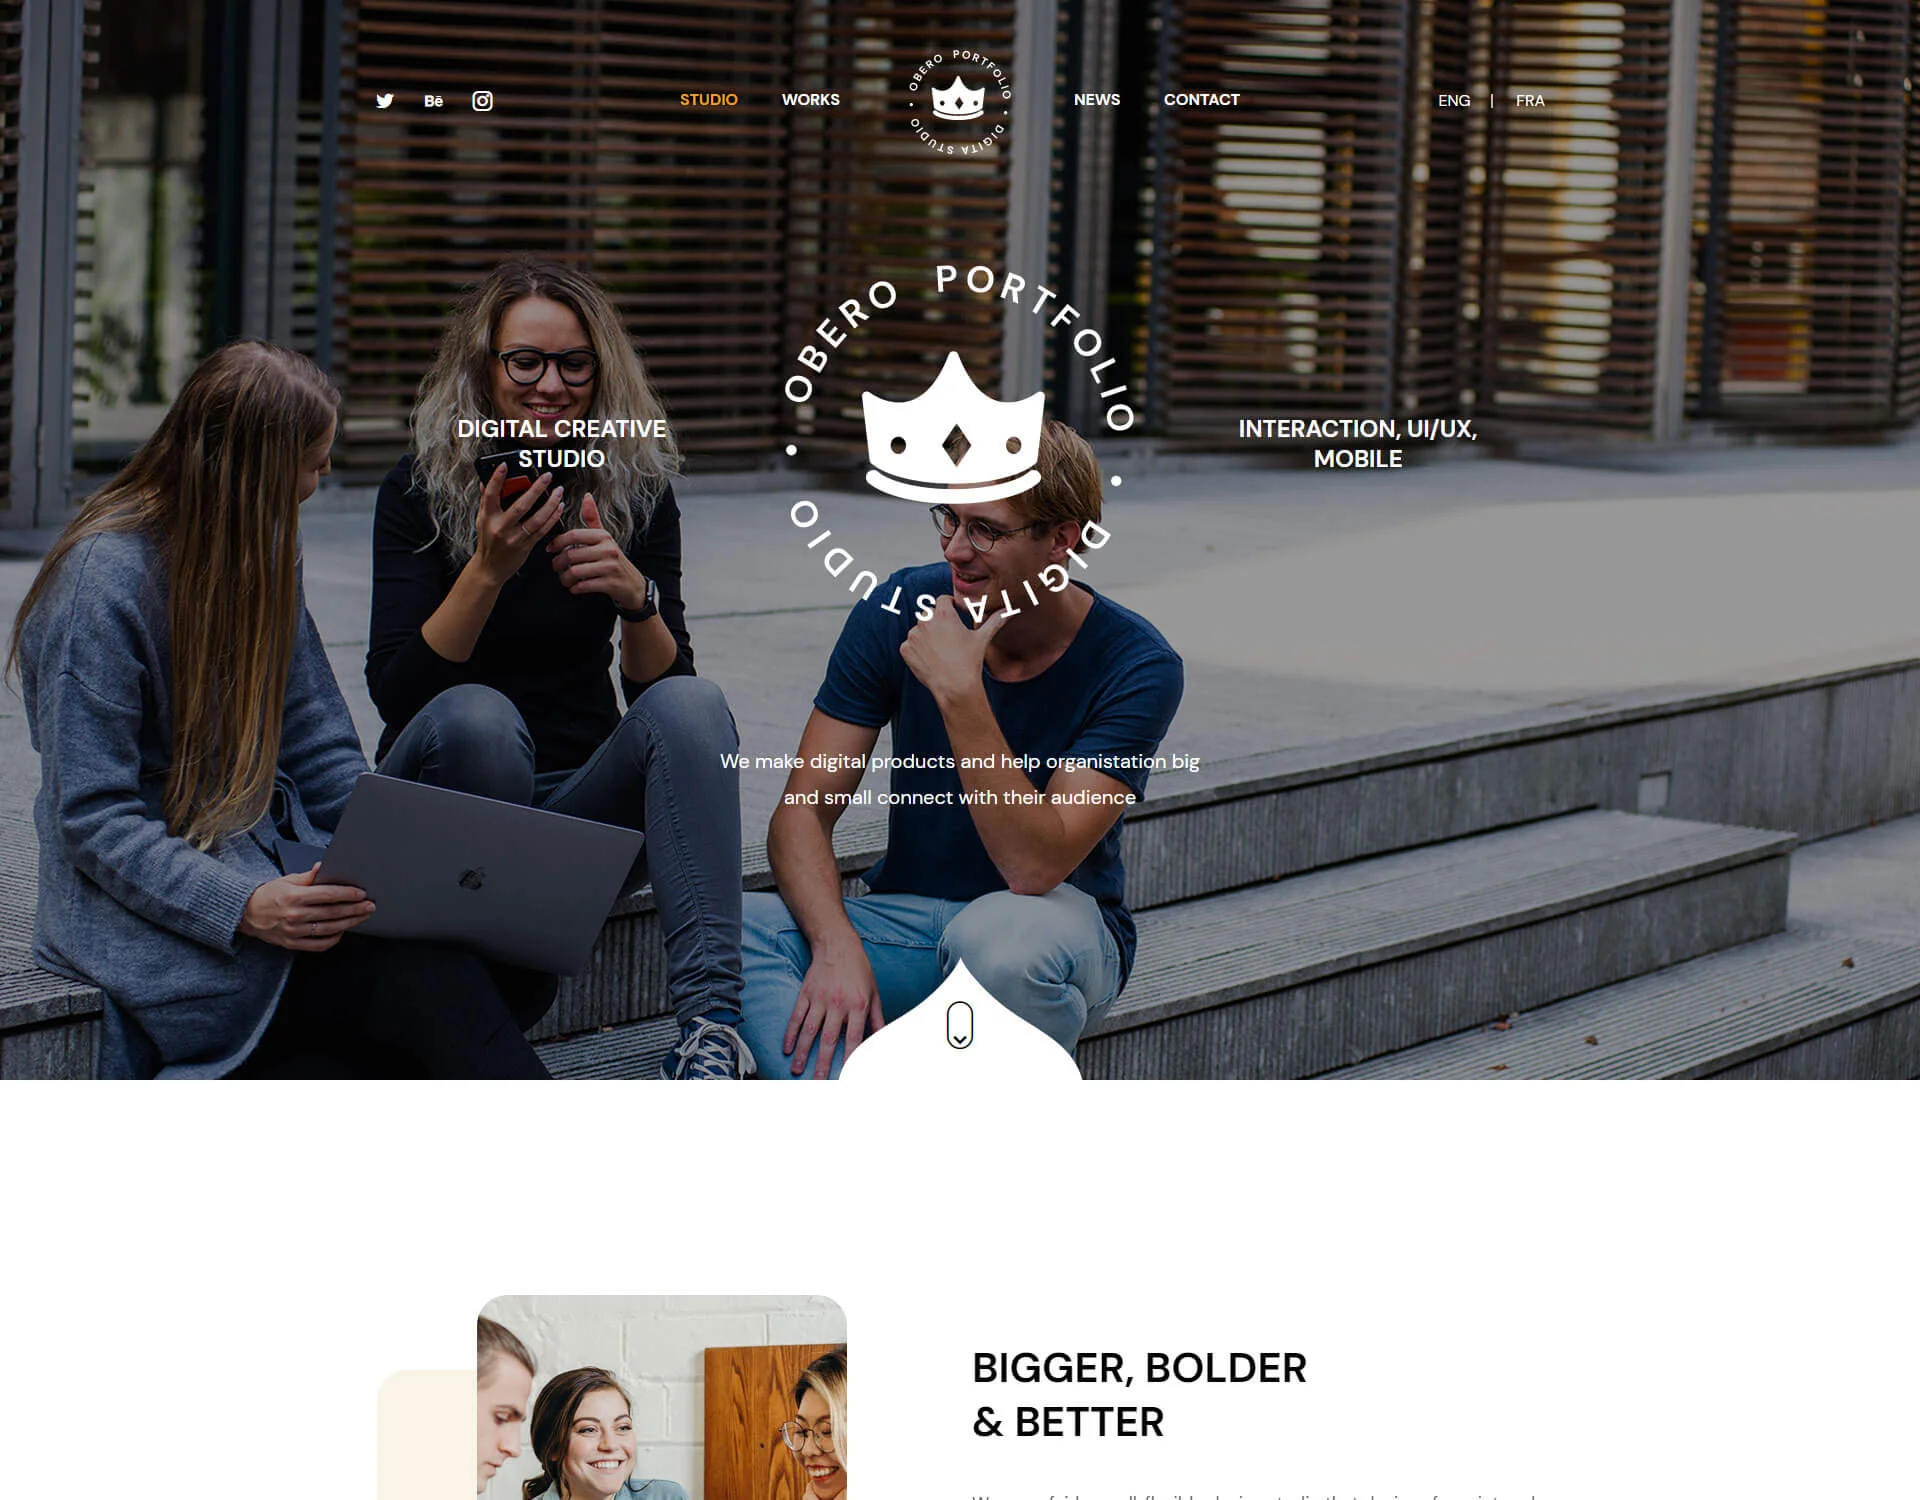 Bē
STUDIO
WORKS
OBERO PORTFOLIO • DIGITA STUDIO •
NEWS
CONTACT
ENG | FRA
OBERO PORTFOLIO • DIGITA STUDIO •
DIGITAL CREATIVE
STUDIO
INTERACTION, UI/UX,
MOBILE
We make digital products and help organistation big
and small connect with their audience
BIGGER, BOLDER
& BETTER